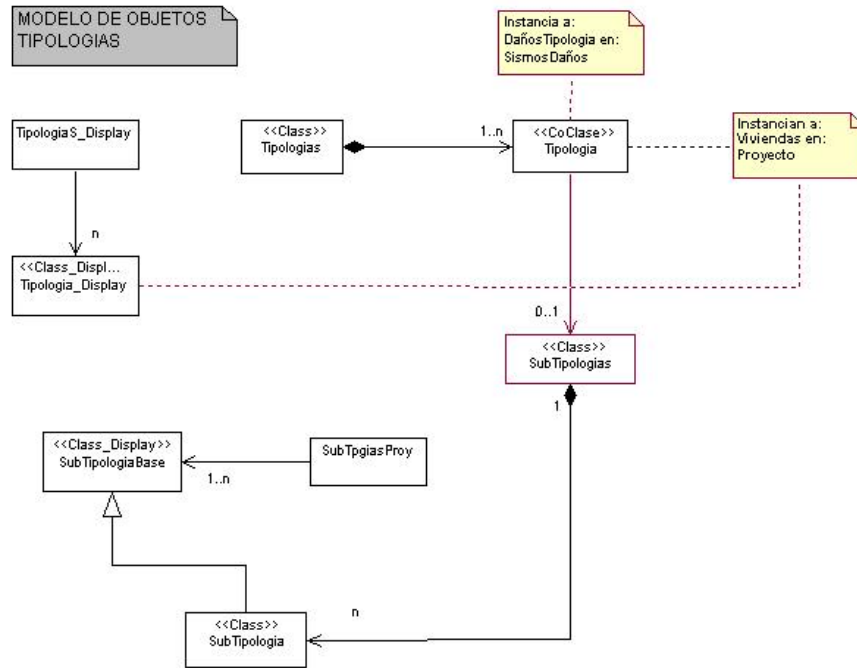 MODELO DE OBJETOS
TIPOLOGIAS
Instancia a:
DañosTipologia en:
SismosDaños
TipologiaS_Display
<<Class>>
Tipologias
1..n
<<CoClase>>
Tipología
Instancian a:
Viviendas en:
Proyecto
n
<<Class_Displ...
Tipologia_Display
0..1
<<Class>>
SubTipologias
1
<<Class_Display>>
SubTipologiaBase
SubTpgiasProy
1..n
n
<<Class>>
SubTipologia